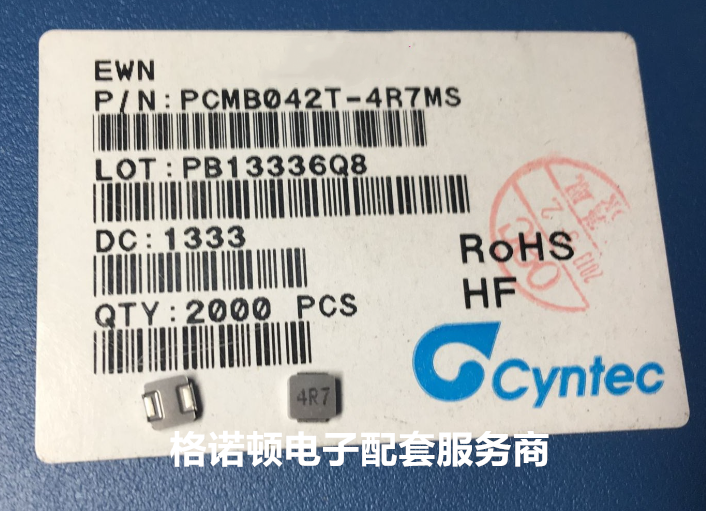 EWN
P/N:PCMB042T-4R7MS
LOT:PB13336Q8
DC:1333
RoHS
HF
QTY:2000 PCS
Cyntec
4R7
格诺顿电子配套服务商